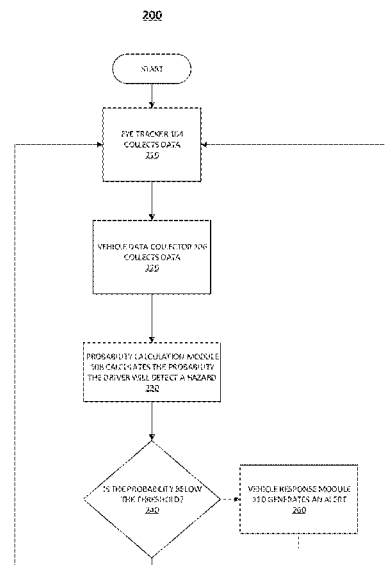 200
START
EYE TRACKER 104
COLLECTS DATA
210
VEHICLE DATA COLLECTOR 106
COLLECTS DATA
220
PROBABILITY CALCULATION MODULE
108 CALCULATES THE PROBABILITY
THE DRIVER WILL DETECT A HAZARD
230
IS THE PROBABILITY BELOW
THE THRESHOLD?
240
VEHICLE RESPONSE MODULE
110 GENERATES AN ALERT
260